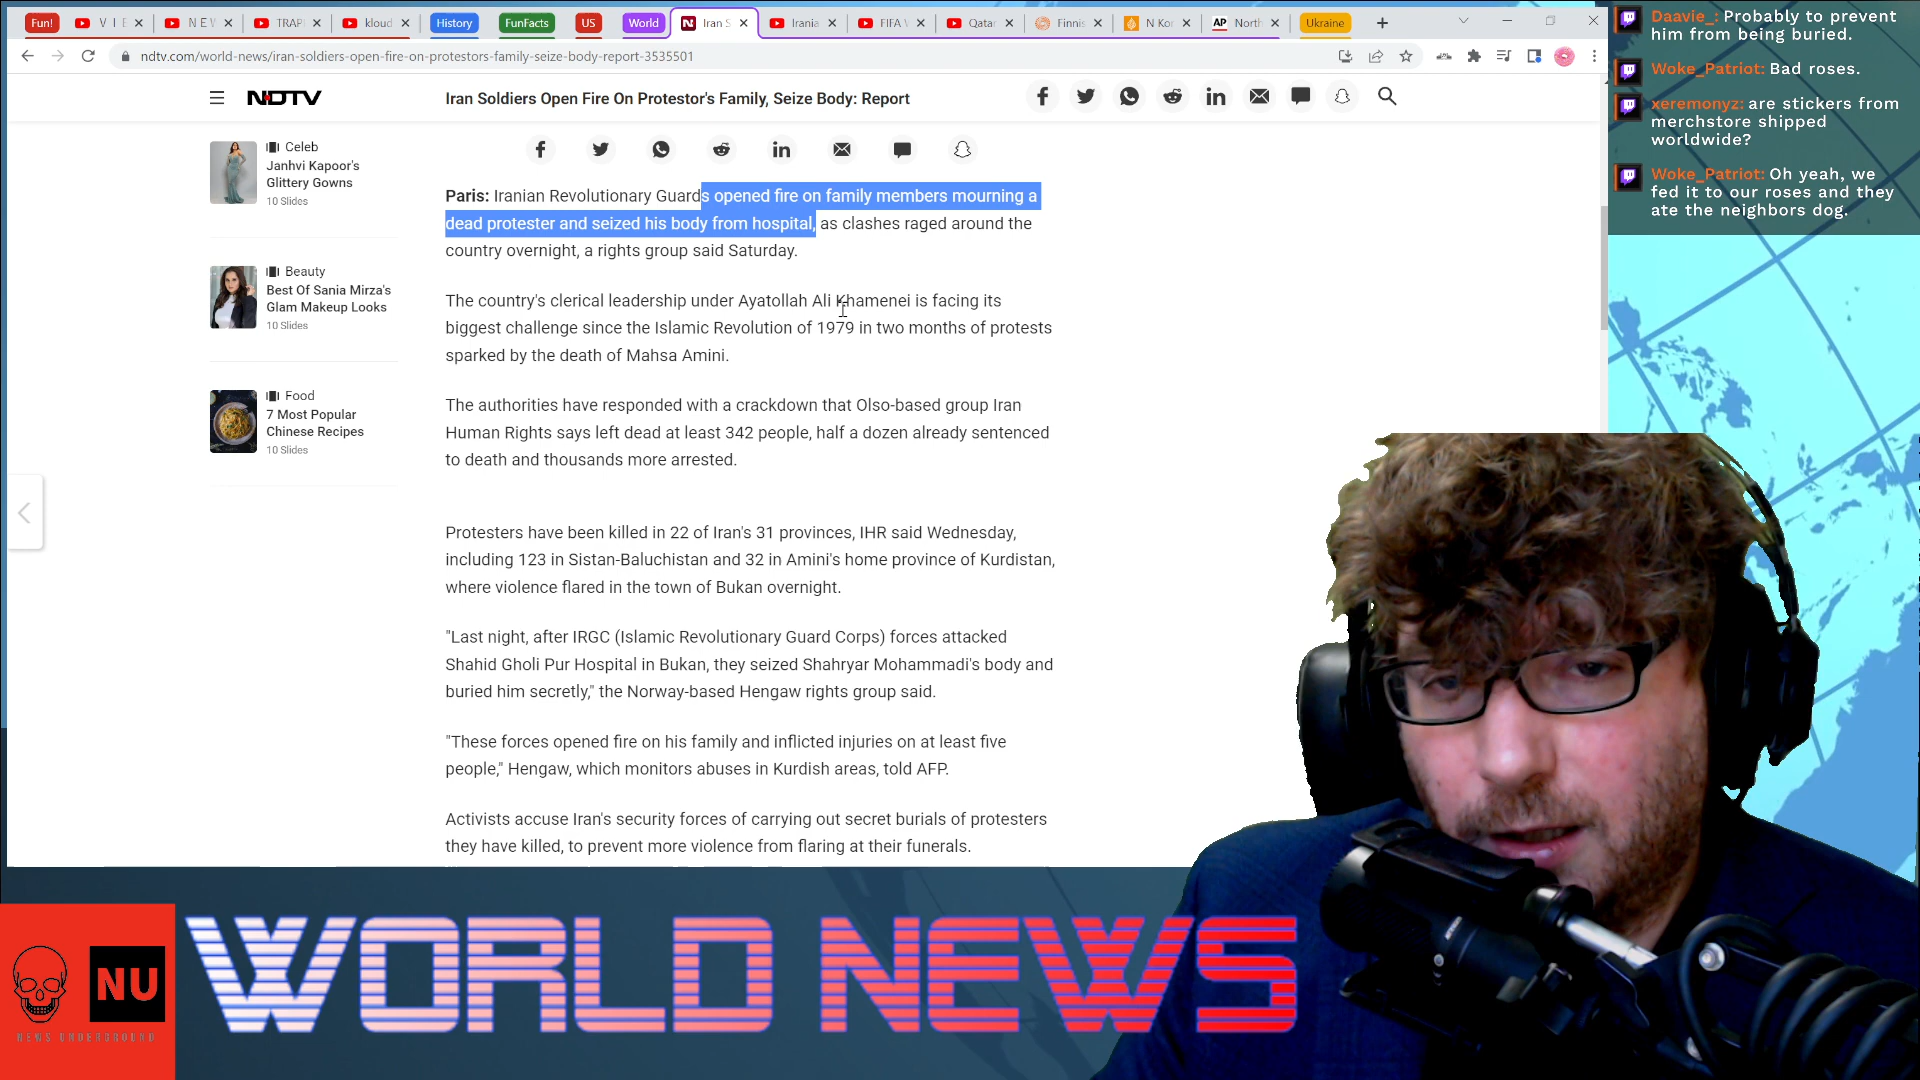 Fun!
V I E
N E W
TRAP
kloud
History
FunFacts
US
World
Iran S
Irania
FIFA
Qatar
Finnis
N Ko
AP
North
Ukraine
ndtv.com/world-news/iran-soldiers-open-fire-on-protestors-family-seize-body-report-3535501
NDTV
Iran Soldiers Open Fire On Protestor's Family, Seize Body: Report
Celeb
Janhvi Kapoor's
Glittery Gowns
10 Slides
Beauty
Best Of Sania Mirza's
Glam Makeup Looks
10 Slides
Food
7 Most Popular
Chinese Recipes
10 Slides
Paris: Iranian Revolutionary Guards opened fire on family members mourning a
dead protester and seized his body from hospital, as clashes raged around the
country overnight, a rights group said Saturday.
The country's clerical leadership under Ayatollah Ali Khamenei is facing its
biggest challenge since the Islamic Revolution of 1979 in two months of protests
sparked by the death of Mahsa Amini.
The authorities have responded with a crackdown that Olso-based group Iran
Human Rights says left dead at least 342 people, half a dozen already sentenced
to death and thousands more arrested.
Protesters have been killed in 22 of Iran's 31 provinces, IHR said Wednesday,
including 123 in Sistan-Baluchistan and 32 in Amini's home province of Kurdistan,
where violence flared in the town of Bukan overnight.
"Last night, after IRGC (Islamic Revolutionary Guard Corps) forces attacked
Shahid Gholi Pur Hospital in Bukan, they seized Shahryar Mohammadi's body and
buried him secretly," the Norway-based Hengaw rights group said.
"These forces opened fire on his family and inflicted injuries on at least five
people," Hengaw, which monitors abuses in Kurdish areas, told AFP.
Activists accuse Iran's security forces of carrying out secret burials of protesters
they have killed, to prevent more violence from flaring at their funerals.
Daavie_: Probably to prevent
him from being buried.
Woke_Patriot: Bad roses.
xeremonyz: are stickers from
merchstore shipped
worldwide?
Woke_Patriot: Oh yeah, we
fed it to our roses and they
ate the neighbors dog.
NU
NEWS UNDERGROUND
WORLD NEWS